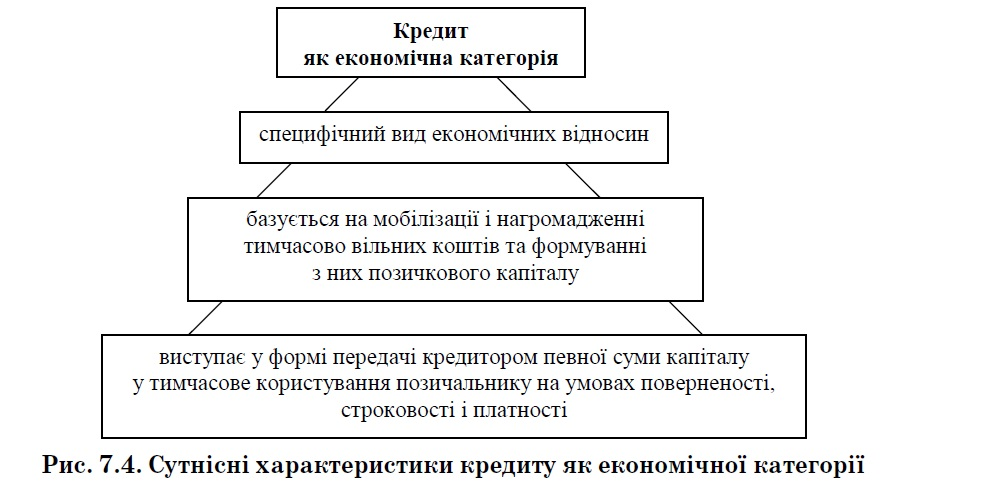 Кредит
як економічна категорія
специфічний вид економічних відносин
базується на мобілізації і нагромадженні
тимчасово вільних коштів та формуванні
з них позичкового капіталу
виступає у формі передачі кредитором певної суми капіталу
у тимчасове користування позичальнику на умовах поверненості,
строковості і платності
Рис. 7.4. Сутнісні характеристики кредиту як економічної категорії